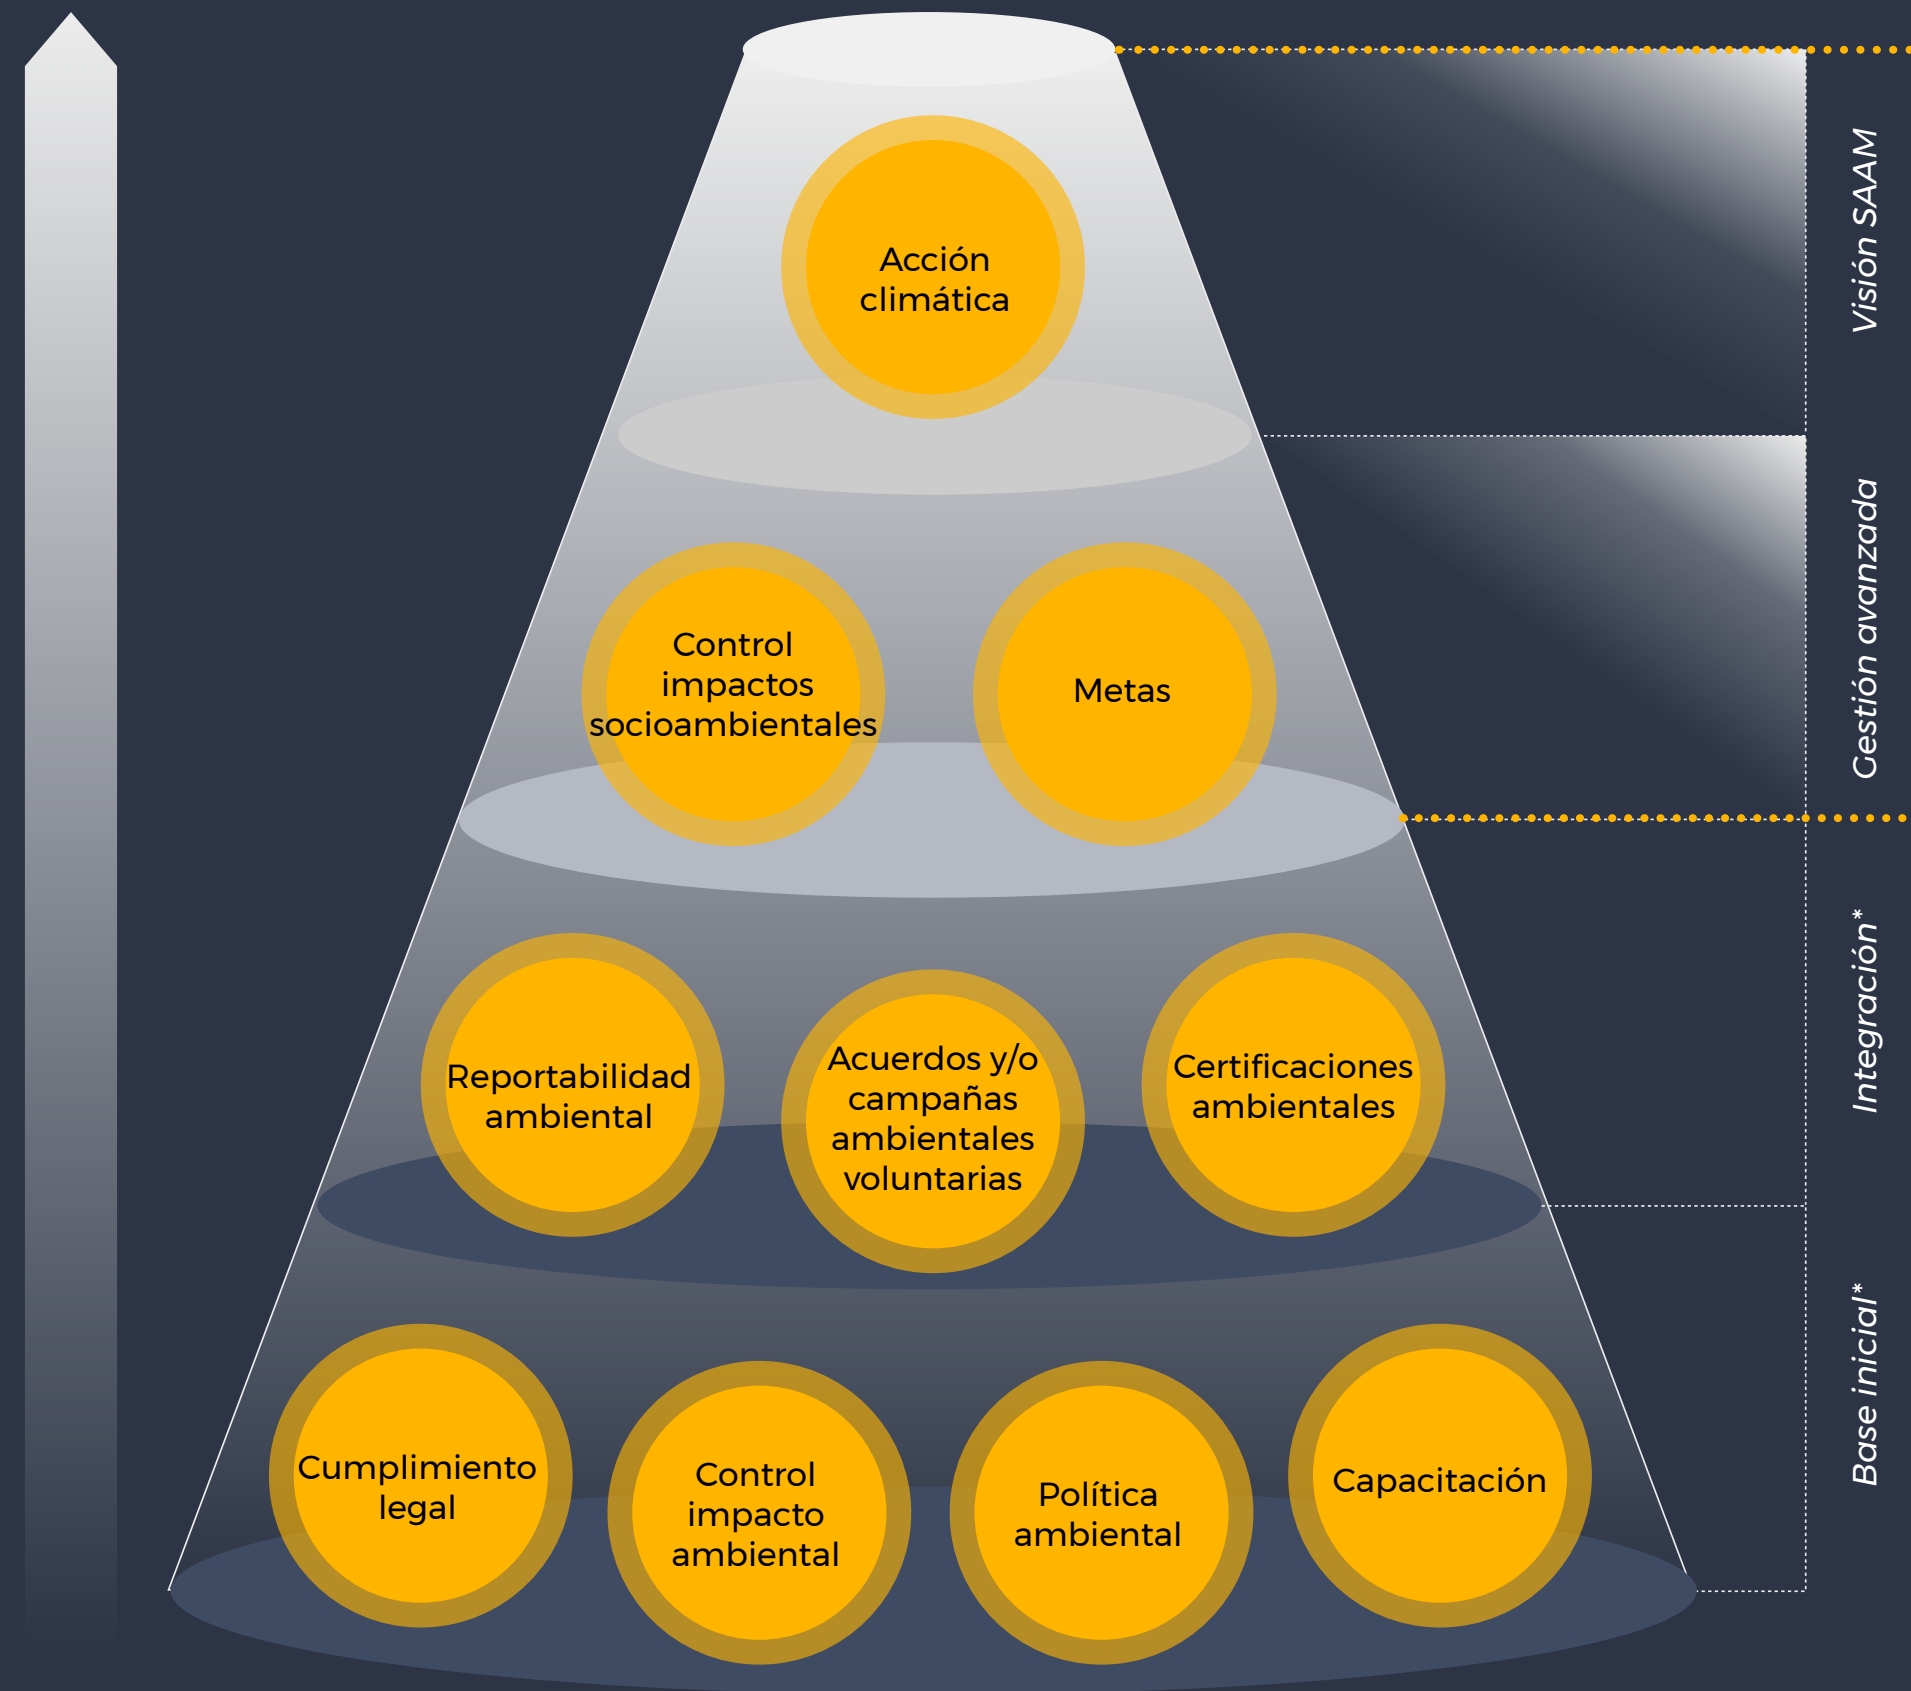 Acción
climática
Visión SAAM
Control
impactos
socioambientales
Metas
Gestión avanzada
Reportabilidad
ambiental
Acuerdos y/o
campañas
ambientales
voluntarias
Certificaciones
ambientales
Integración*
Cumplimiento
legal
Control
impacto
ambiental
Política
ambiental
Capacitación
Base inicial*